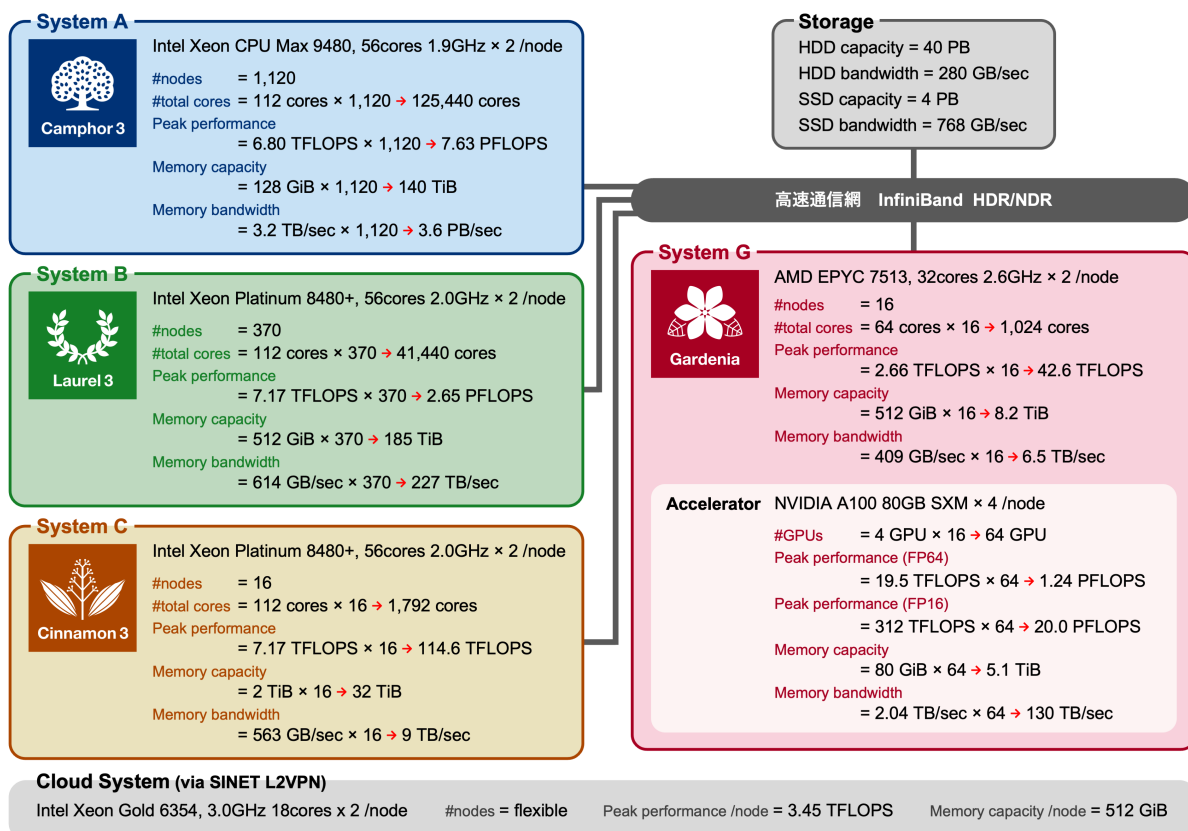 System A
Camphor 3
Intel Xeon CPU Max 9480, 56cores 1.9GHz × 2 /node
#nodes = 1,120
#total cores = 112 cores × 1,120 → 125,440 cores
Peak performance
= 6.80 TFLOPS × 1,120 → 7.63 PFLOPS
Memory capacity
= 128 GiB × 1,120 → 140 TiB
Memory bandwidth
= 3.2 TB/sec × 1,120 → 3.6 PB/sec
System B
Laurel 3
Intel Xeon Platinum 8480+, 56cores 2.0GHz × 2 /node
#nodes = 370
#total cores = 112 cores × 370 → 41,440 cores
Peak performance
= 7.17 TFLOPS × 370 → 2.65 PFLOPS
Memory capacity
= 512 GiB × 370 → 185 TiB
Memory bandwidth
= 614 GB/sec × 370 → 227 TB/sec
System C
Cinnamon 3
Intel Xeon Platinum 8480+, 56cores 2.0GHz × 2 /node
#nodes = 16
#total cores = 112 cores × 16 → 1,792 cores
Peak performance
= 7.17 TFLOPS × 16 → 114.6 TFLOPS
Memory capacity
= 2 TiB × 16 → 32 TiB
Memory bandwidth
= 563 GB/sec × 16 → 9 TB/sec
Storage
HDD capacity = 40 PB
HDD bandwidth = 280 GB/sec
SSD capacity = 4 PB
SSD bandwidth = 768 GB/sec
高速通信網 InfiniBand HDR/NDR
System G
Gardenia
AMD EPYC 7513, 32cores 2.6GHz × 2 /node
#nodes = 16
#total cores = 64 cores × 16 → 1,024 cores
Peak performance
= 2.66 TFLOPS × 16 → 42.6 TFLOPS
Memory capacity
= 512 GiB × 16 → 8.2 TiB
Memory bandwidth
= 409 GB/sec × 16 → 6.5 TB/sec
Accelerator NVIDIA A100 80GB SXM × 4 /node
#GPUs = 4 GPU × 16 → 64 GPU
Peak performance (FP64)
= 19.5 TFLOPS × 64 → 1.24 PFLOPS
Peak performance (FP16)
= 312 TFLOPS × 64 → 20.0 PFLOPS
Memory capacity
= 80 GiB × 64 → 5.1 TiB
Memory bandwidth
= 2.04 TB/sec × 64 → 130 TB/sec
Cloud System (via SINET L2VPN)
Intel Xeon Gold 6354, 3.0GHz 18cores x 2 /node #nodes = flexible Peak performance /node = 3.45 TFLOPS Memory capacity /node = 512 GiB